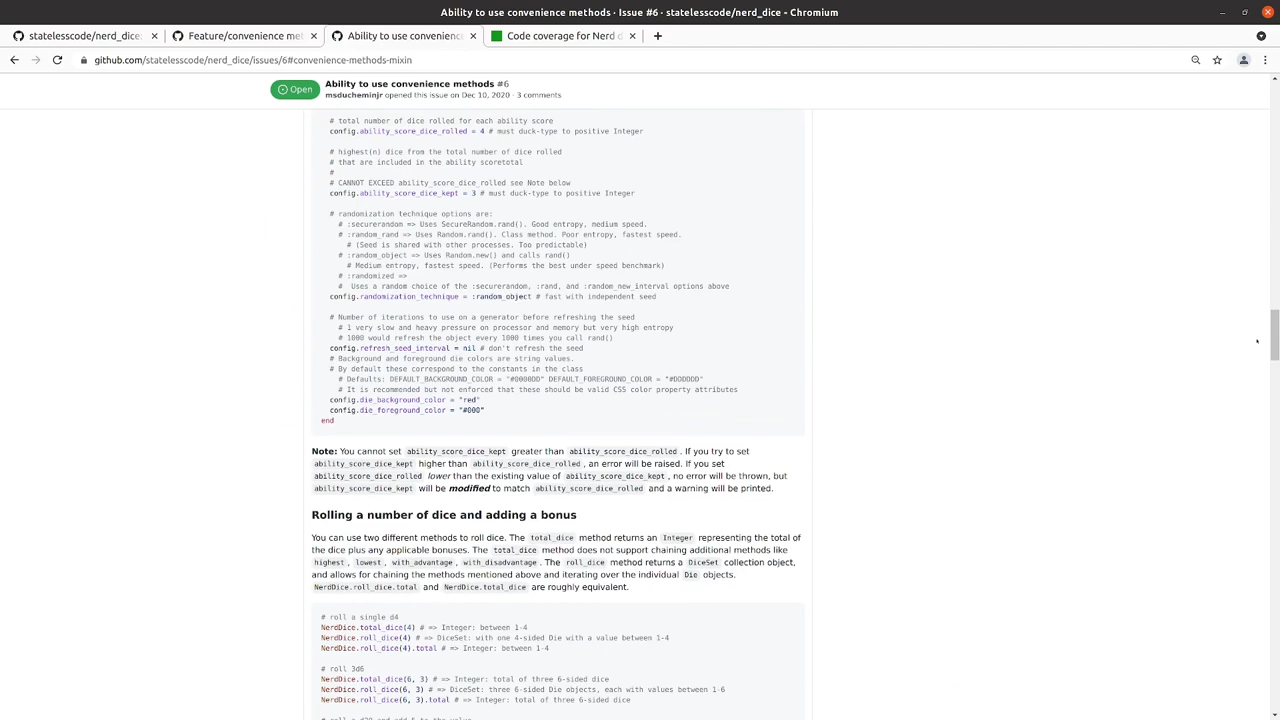 Ability to use convenience methods · Issue #6 · statelesscode/nerd_dice - Chromium
statelesscode/nerd_dice:
Feature/convenience me
Ability to use convenience
Code coverage for Nerd d
github.com/statelesscode/nerd_dice/issues/6#convenience-methods-mixin
Open
Ability to use convenience methods #6
msducheminjr opened this issue on Dec 10, 2020 · 3 comments
# total number of dice rolled for each ability score
config.ability_score_dice_rolled = 4 # must duck-type to positive Integer
# highest(n) dice from the total number of dice rolled
# that are included in the ability scoretotal
#
# CANNOT EXCEED ability_score_dice_rolled see Note below
config.ability_score_dice_kept = 3 # must duck-type to positive Integer
# randomization technique options are:
# :securerandom => Uses SecureRandom.rand(). Good entropy, medium speed.
# :random_rand => Uses Random.rand(). Class method. Poor entropy, fastest speed.
# (Seed is shared with other processes. Too predictable)
# :random_object => Uses Random.new() and calls rand()
# Medium entropy, fastest speed. (Performs the best under speed benchmark)
# :randomized =>
# Uses a random choice of the :securerandom, :rand, and :random_new_interval options above
config.randomization_technique = :random_object # fast with independent seed
# Number of iterations to use on a generator before refreshing the seed
# 1 very slow and heavy pressure on processor and memory but very high entropy
# 1000 would refresh the object every 1000 times you call rand()
config.refresh_seed_interval = nil # don't refresh the seed
# Background and foreground die colors are string values.
# By default these correspond to the constants in the class
# Defaults: DEFAULT_BACKGROUND_COLOR = "#0000DD" DEFAULT_FOREGROUND_COLOR = "#DDDDDD"
# It is recommended but not enforced that these should be valid CSS color property attributes
config.die_background_color = "red"
config.die_foreground_color = "#000"
end
Note: You cannot set ability_score_dice_kept greater than ability_score_dice_rolled. If you try to set
ability_score_dice_kept higher than ability_score_dice_rolled, an error will be raised. If you set
ability_score_dice_rolled lower than the existing value of ability_score_dice_kept, no error will be thrown, but
ability_score_dice_kept will be modified to match ability_score_dice_rolled and a warning will be printed.
Rolling a number of dice and adding a bonus
You can use two different methods to roll dice. The total_dice method returns an Integer representing the total of
the dice plus any applicable bonuses. The total_dice method does not support chaining additional methods like
highest, lowest, with_advantage, with_disadvantage. The roll_dice method returns a DiceSet collection object,
and allows for chaining the methods mentioned above and iterating over the individual Die objects.
NerdDice.roll_dice.total and NerdDice.total_dice are roughly equivalent.
# roll a single d4
NerdDice.total_dice(4) # => Integer: between 1-4
NerdDice.roll_dice(4) # => DiceSet: with one 4-sided Die with a value between 1-4
NerdDice.roll_dice(4).total # => Integer: between 1-4
# roll 3d6
NerdDice.total_dice(6, 3) # => Integer: total of three 6-sided dice
NerdDice.roll_dice(6, 3) # => DiceSet: three 6-sided Die objects, each with values between 1-6
NerdDice.roll_dice(6, 3).total # => Integer: total of three 6-sided dice